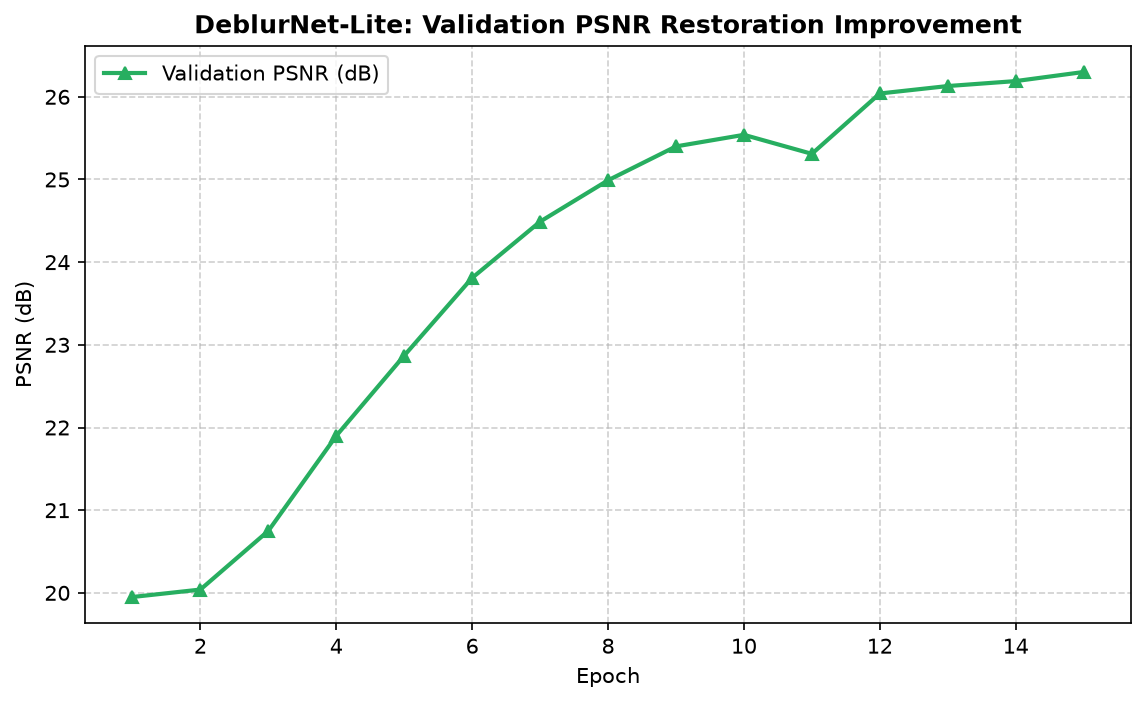 DeblurNet-Lite: Validation PSNR Restoration Improvement
Validation PSNR (dB)
PSNR (dB)
26
25
24
23
22
21
20
2 4 6 8 10 12 14
Epoch